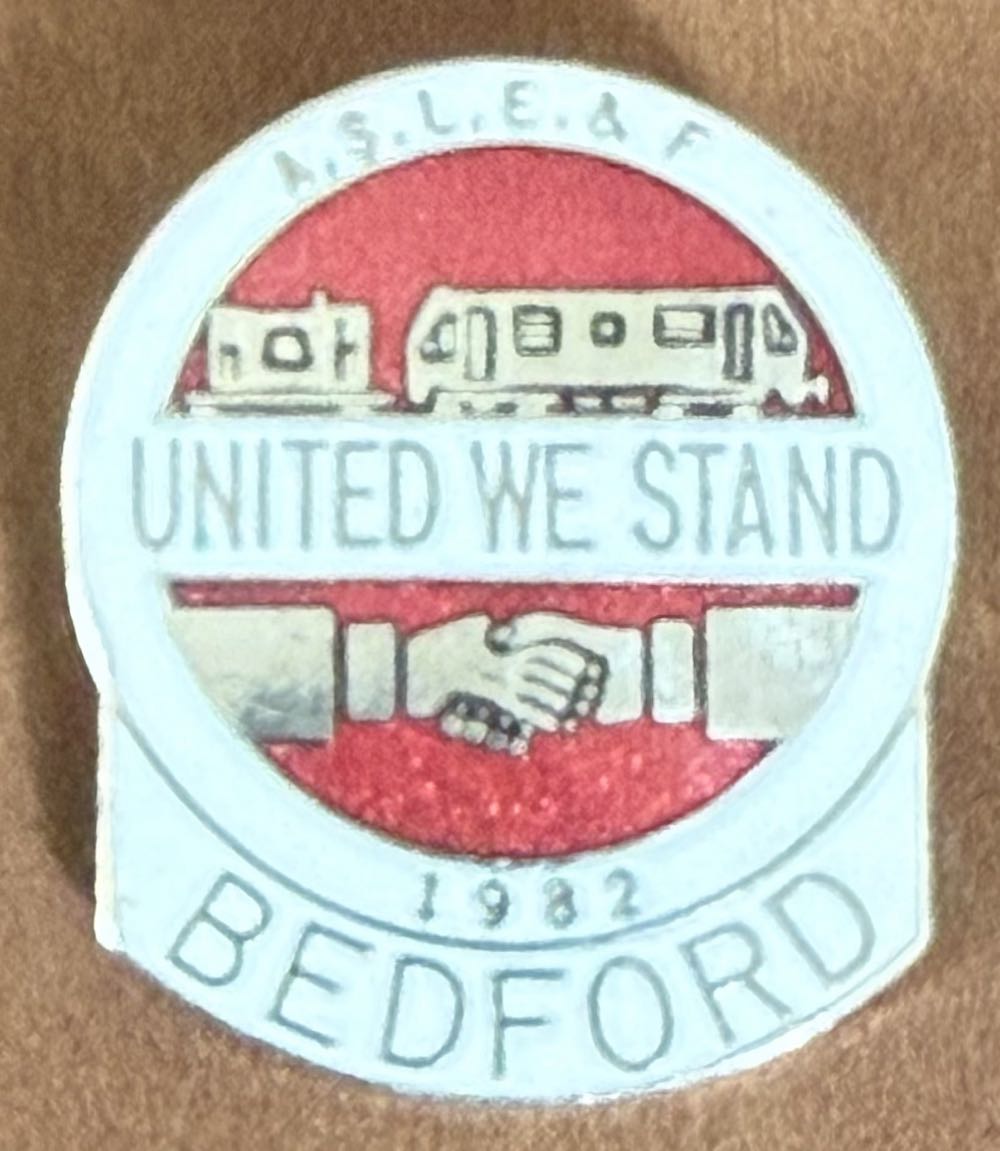 A.S.L.E. & F
UNITED WE STAND
1982
BEDFORD